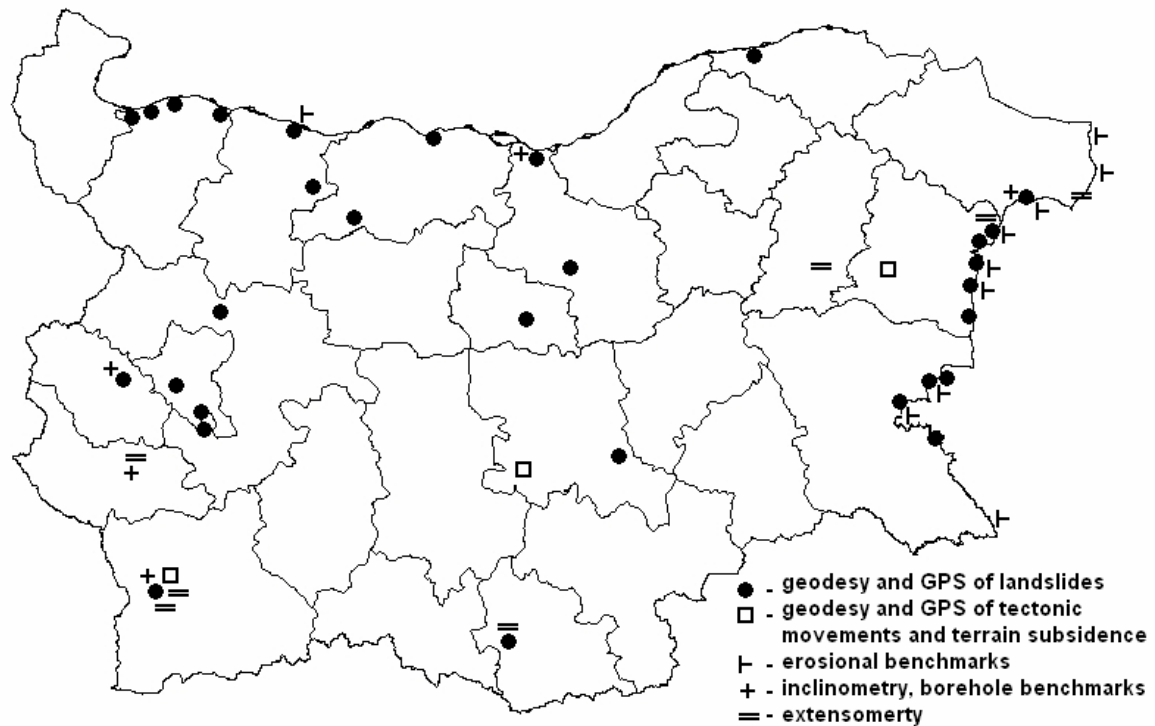 - geodesy and GPS of landslides
- geodesy and GPS of tectonic
movements and terrain subsidence
- erosional benchmarks
- inclinometry, borehole benchmarks
- extensomerty